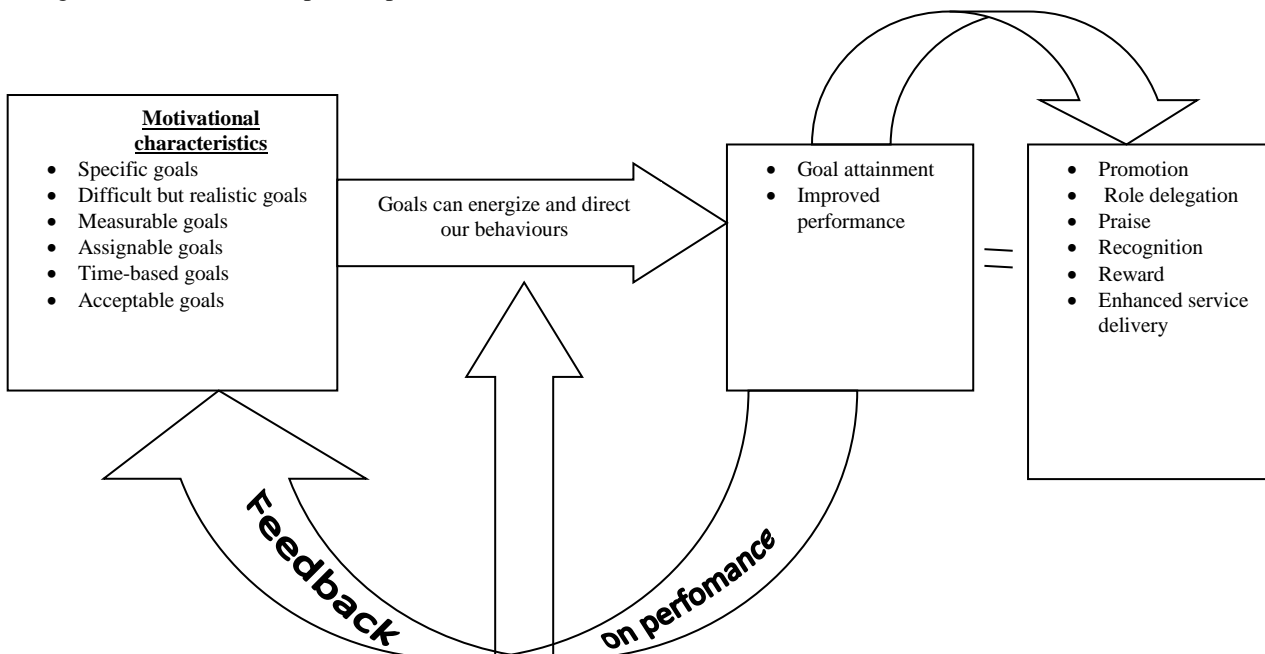 Motivational
characteristics
• Specific goals
• Difficult but realistic goals
• Measurable goals
• Assignable goals
• Time-based goals
• Acceptable goals
Goals can energize and direct
our behaviours
• Goal attainment
• Improved
performance
=
• Promotion
• Role delegation
• Praise
• Recognition
• Reward
• Enhanced service
delivery
Feedback
on perfomance